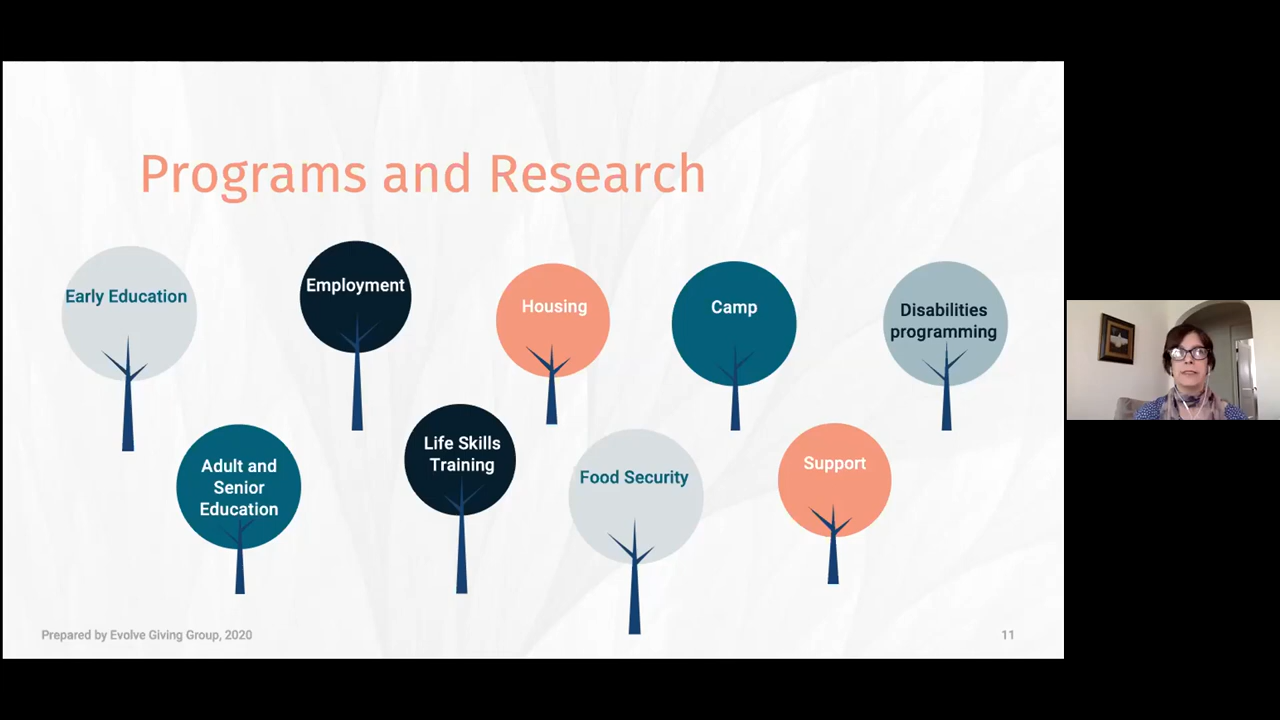 Programs and Research
Early Education
Employment
Housing
Camp
Disabilities
programming
Adult and
Senior
Education
Life Skills
Training
Food Security
Support
Prepared by Evolve Giving Group, 2020
11